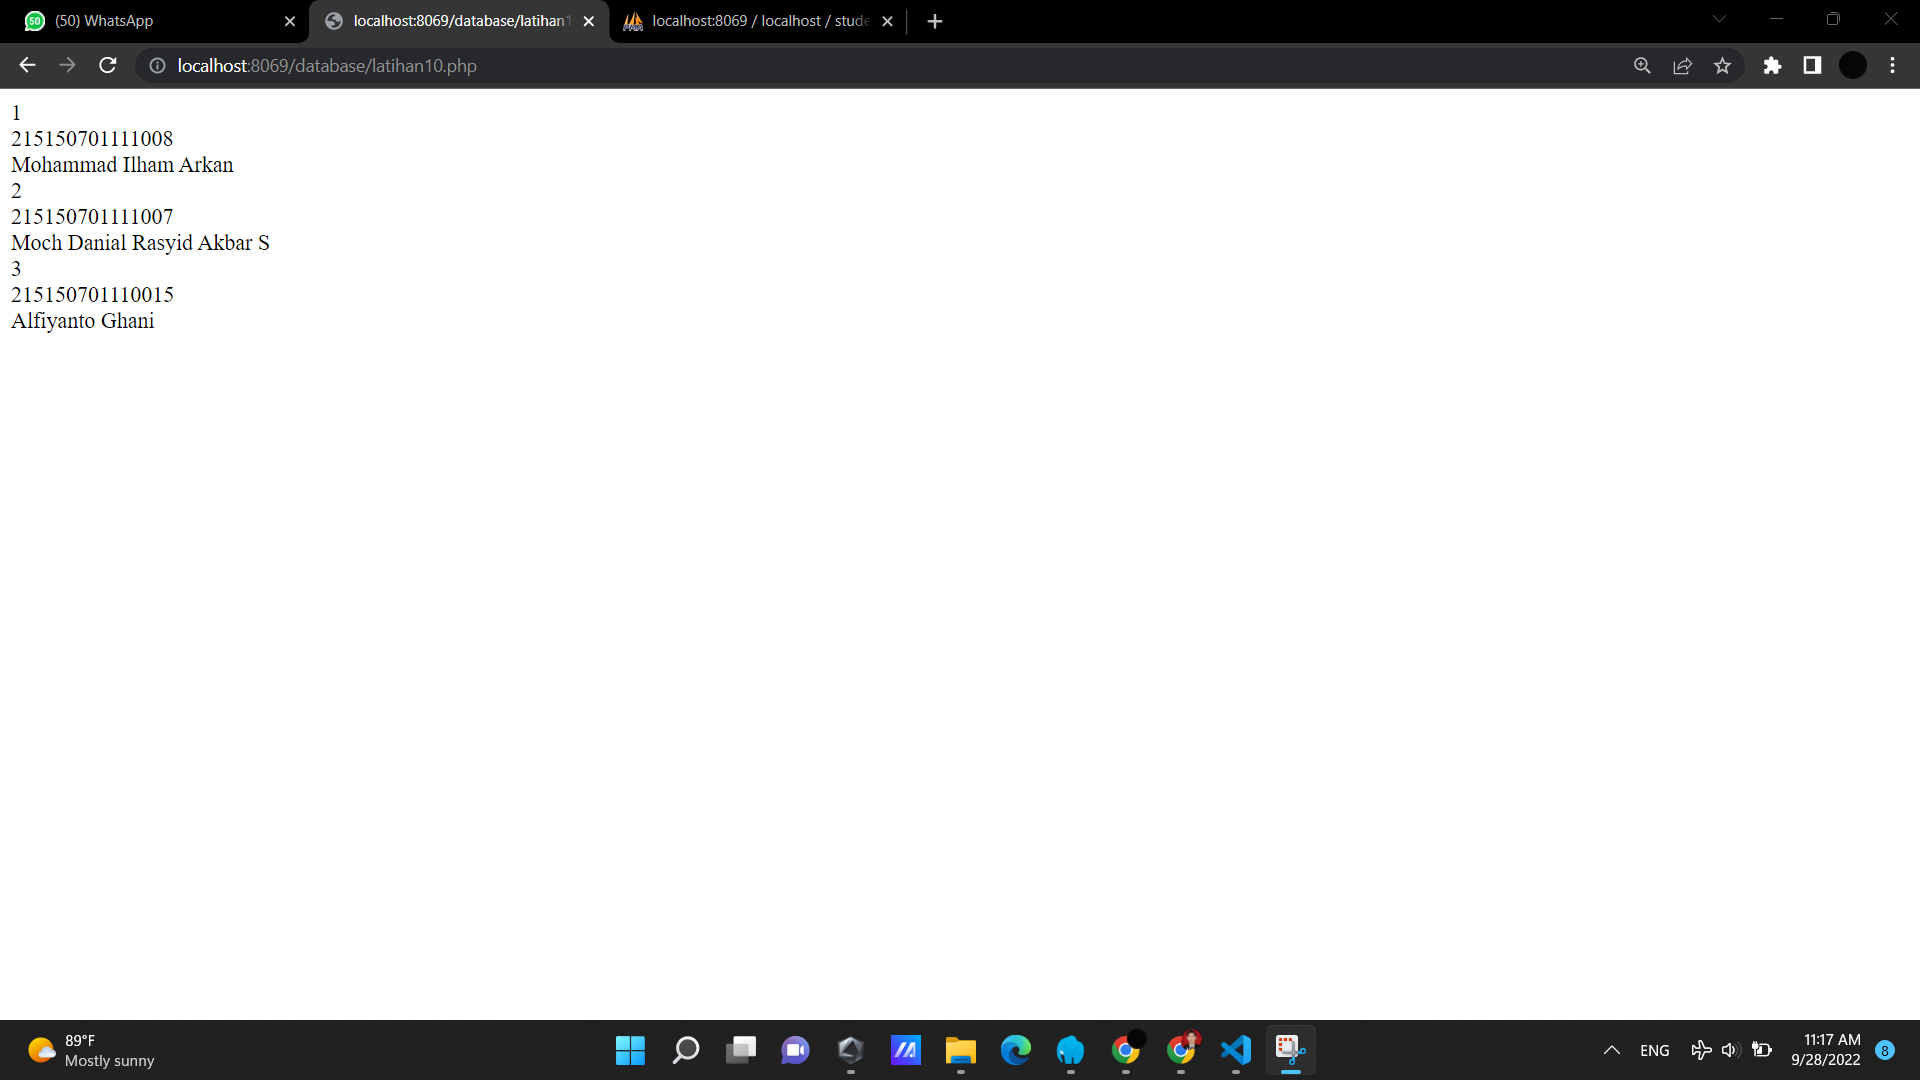 50
(50) WhatsApp
localhost:8069/database/latihan1
localhost:8069 / localhost / stude
localhost:8069/database/latihan10.php
1
215150701111008
Mohammad Ilham Arkan
2
215150701111007
Moch Danial Rasyid Akbar S
3
215150701110015
Alfiyanto Ghani
89°F
Mostly sunny
ENG
11:17 AM
9/28/2022
8